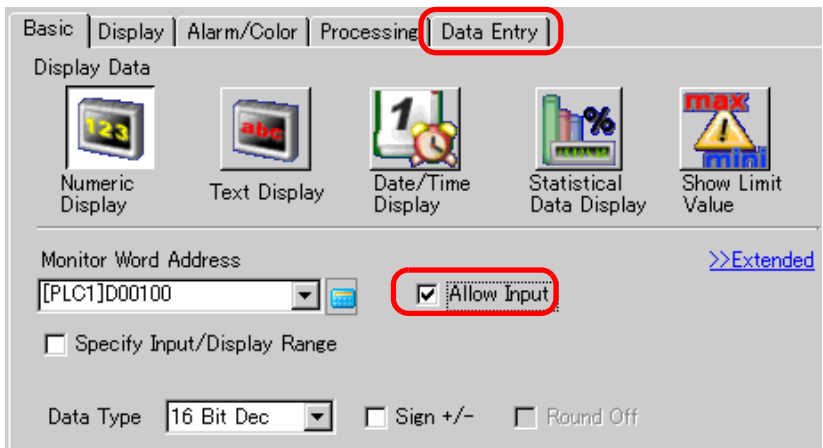 Basic Display Alarm/Color Processing Data Entry
Display Data
123 abc 1 % max mini
Numeric Display Text Display Date/Time Display Statistical Data Display Show Limit Value
Monitor Word Address >>Extended
[PLC1]D00100 Allow Input
Specify Input/Display Range
Data Type 16 Bit Dec Sign +/- Round Off